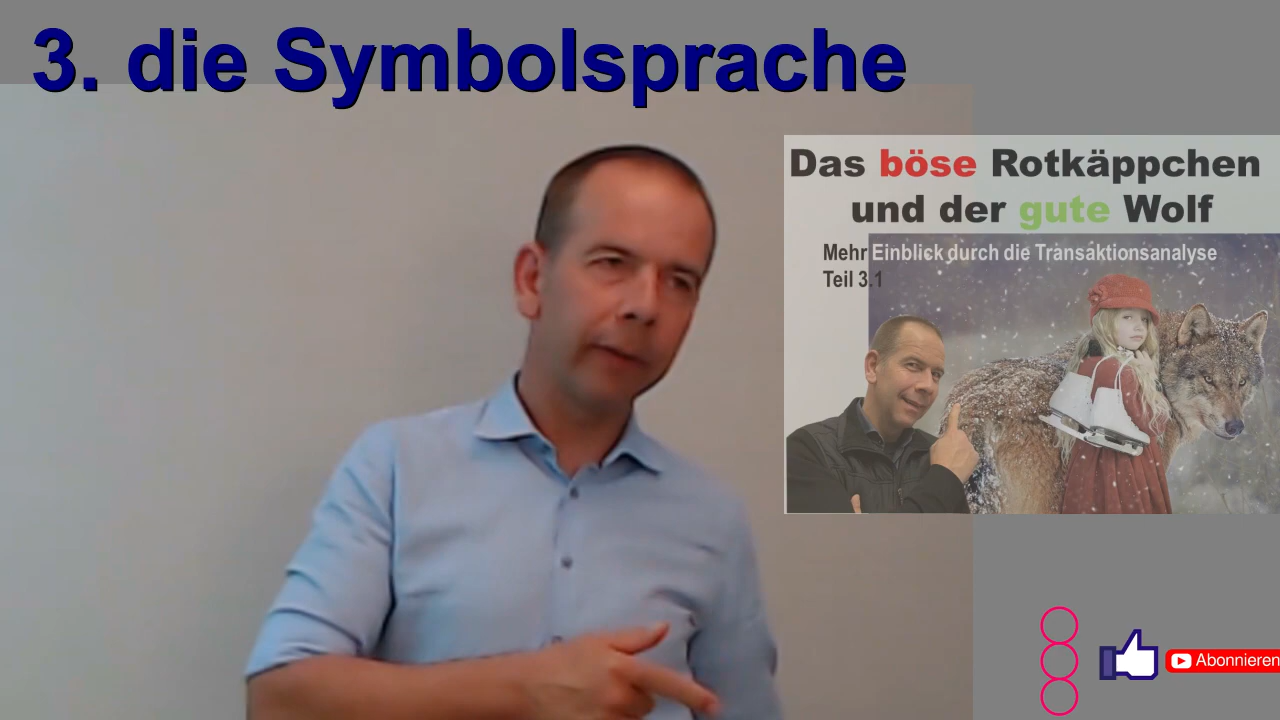 3. die Symbolsprache
Das böse Rotkäppchen
und der gute Wolf
Mehr Einblick durch die Transaktionsanalyse
Teil 3.1
Abonnieren